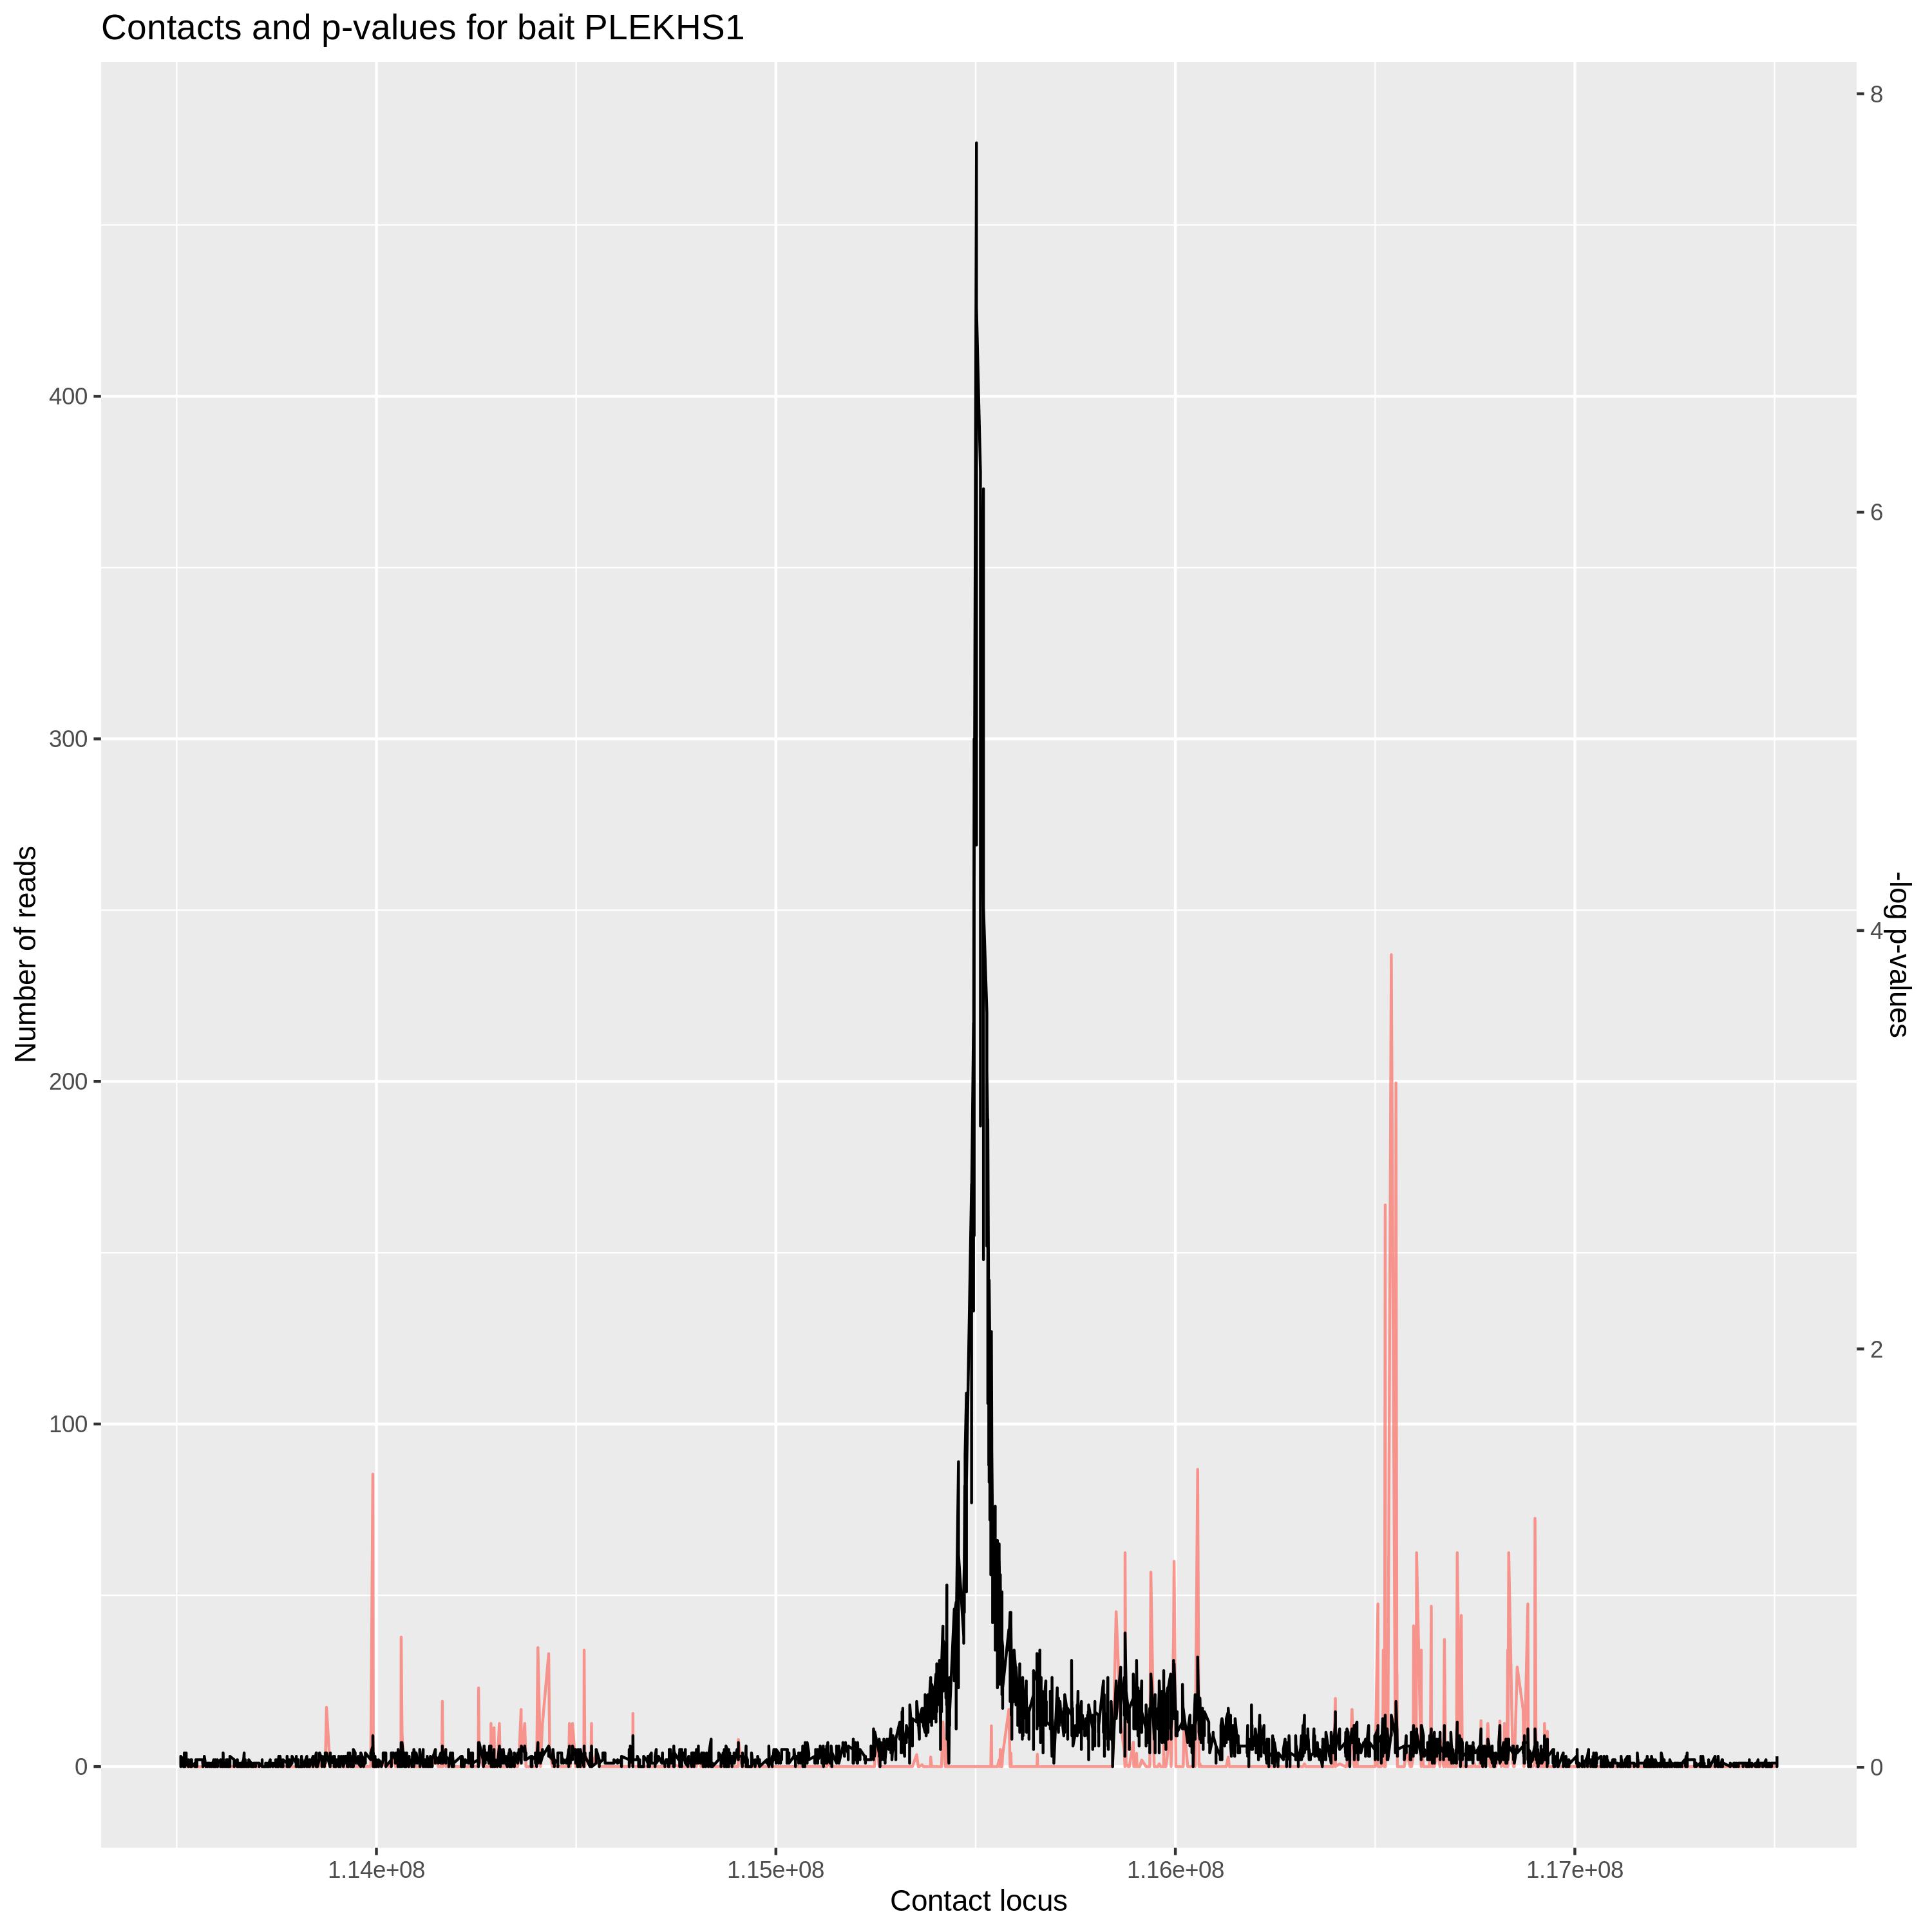 Contacts and p-values for bait PLEKHS1
Number of reads
400
300
200
100
0
8
6
4
2
0
-log p-values
1.14e+08
1.15e+08
1.16e+08
1.17e+08
Contact locus